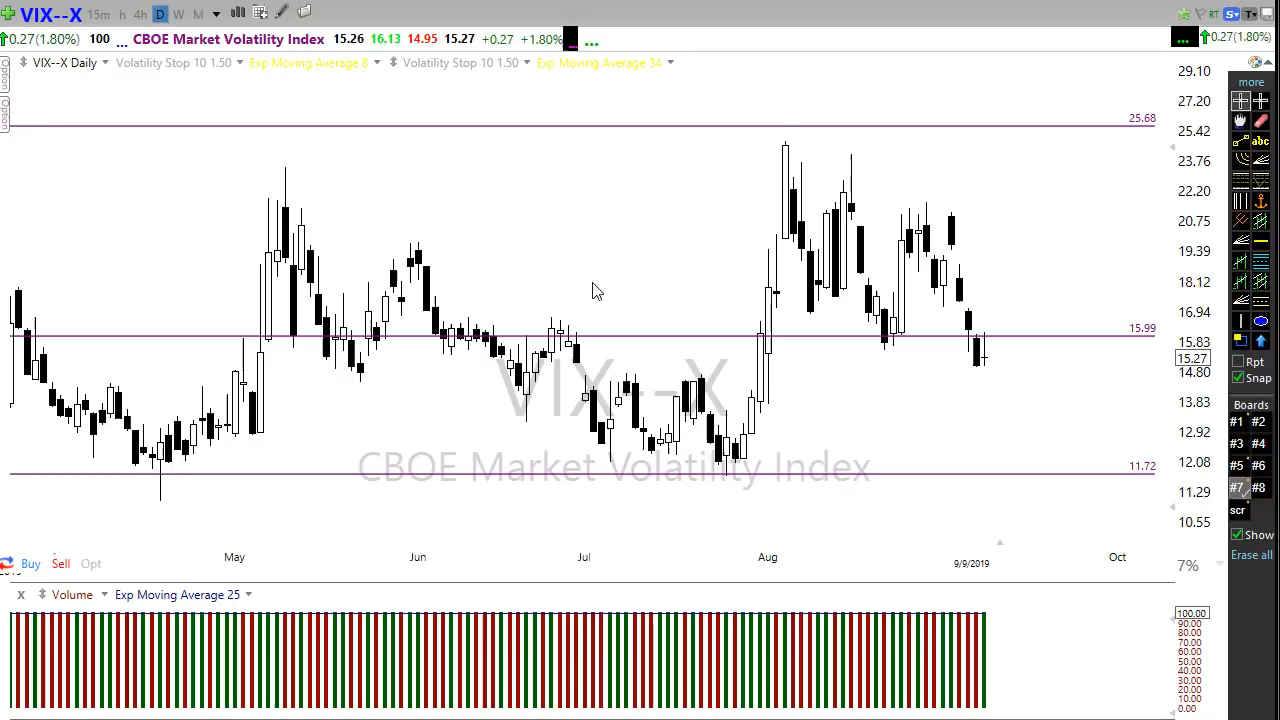 VIX--X 15m h 4h D W M RT S T
0.27(1.80%) 100 ... CBOE Market Volatility Index 15.26 16.13 14.95 15.27 +0.27 +1.80% ... ... 0.27(1.80%)
VIX--X Daily Volatility Stop 10 1.50 Exp Moving Average 8 Volatility Stop 10 1.50 Exp Moving Average 34
Option
Option
29.10
27.20
25.68
25.42
23.76
22.20
20.75
19.39
18.12
16.94
15.99
15.83
15.27
14.80
13.83
12.92
12.08
11.72
11.29
10.55
VIX--X
CBOE Market Volatility Index
May Jun Jul Aug 9/9/2019 Oct
Buy Sell Opt 7%
X Volume Exp Moving Average 25
100.00
90.00
80.00
70.00
60.00
50.00
40.00
30.00
20.00
10.00
0.00
more
abc
Rpt
Snap
Boards
#1 #2
#3 #4
#5 #6
#7 #8
scr
Show
Erase all